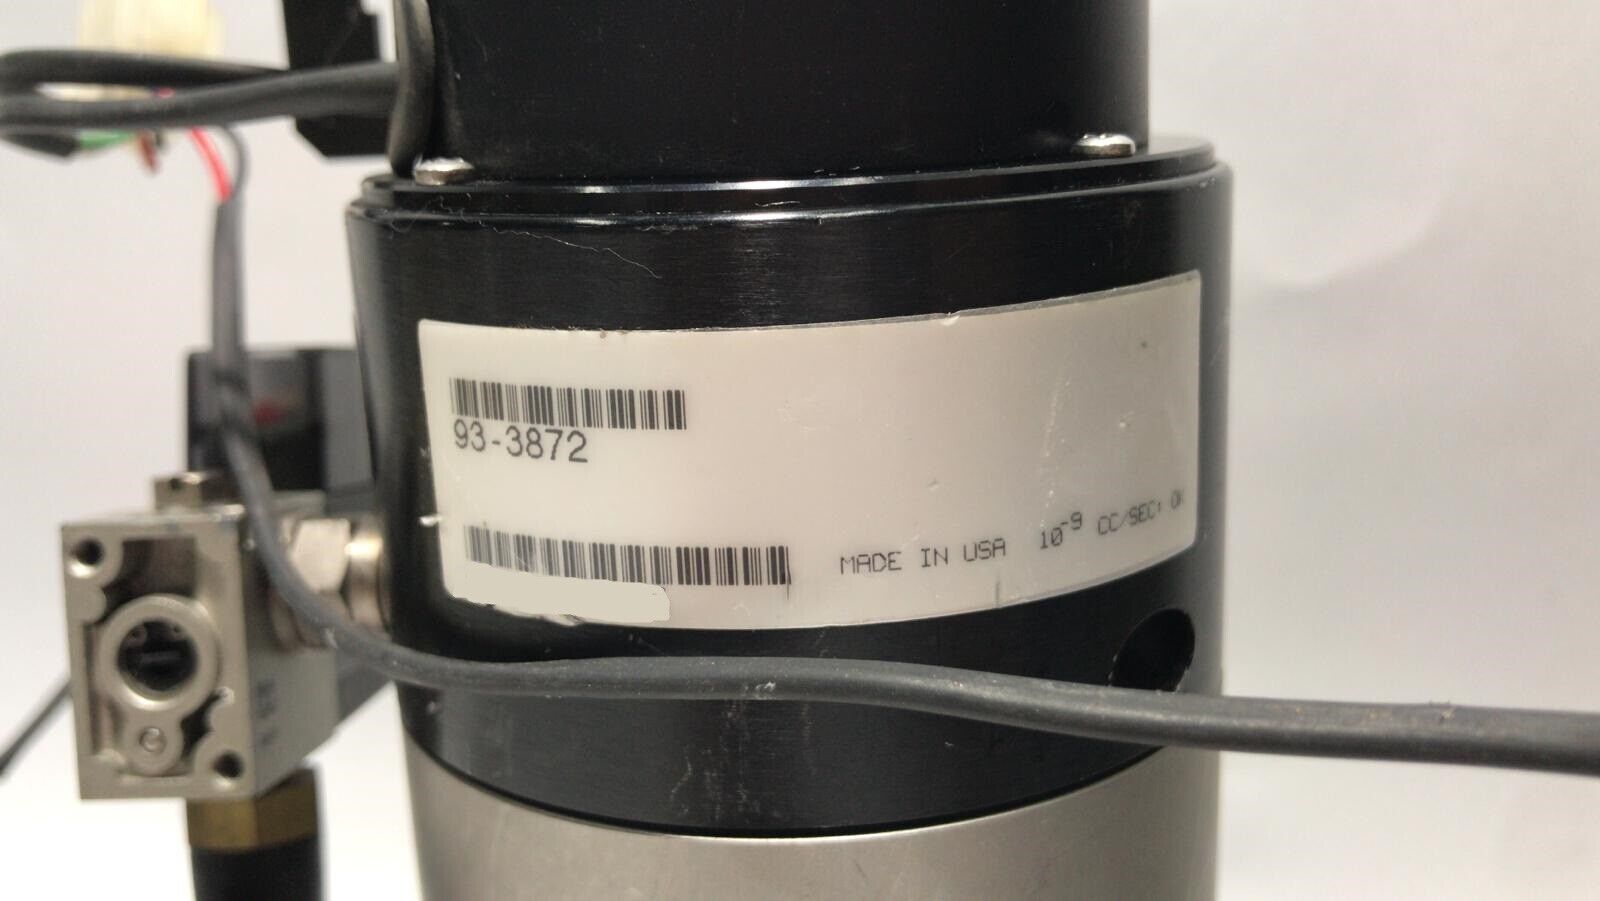 93-3872
MADE IN USA 10⁻⁹ CC/SEC: OK